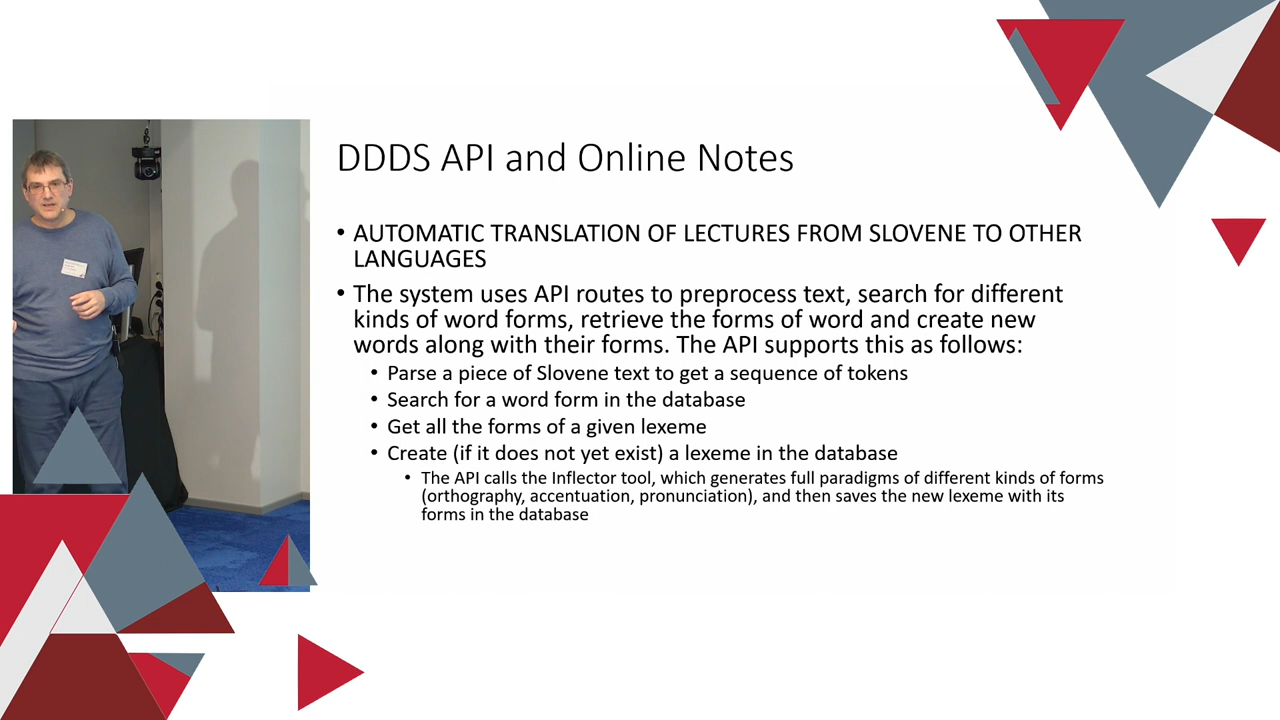 DDDS API and Online Notes
• AUTOMATIC TRANSLATION OF LECTURES FROM SLOVENE TO OTHER
LANGUAGES
• The system uses API routes to preprocess text, search for different
kinds of word forms, retrieve the forms of word and create new
words along with their forms. The API supports this as follows:
• Parse a piece of Slovene text to get a sequence of tokens
• Search for a word form in the database
• Get all the forms of a given lexeme
• Create (if it does not yet exist) a lexeme in the database
• The API calls the Inflector tool, which generates full paradigms of different kinds of forms
(orthography, accentuation, pronunciation), and then saves the new lexeme with its
forms in the database